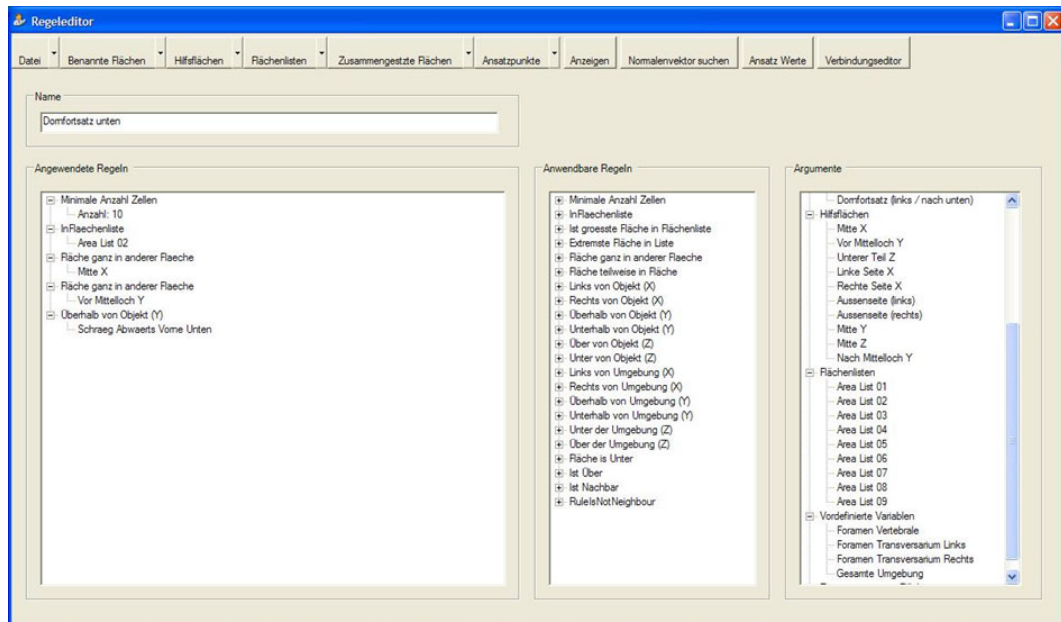 Regeleditor
Datei Benannte Flächen Hilfsflächen Flächenlisten Zusammengestzte Flächen Ansatzpunkte Anzeigen Normalenvektor suchen Ansatz Werte Verbindungseditor
Name
Dornfortsatz unten
Angewendete Regeln
Minimale Anzahl Zellen
Anzahl: 10
InFlaechenliste
Area List 02
Fläche ganz in anderer Flaeche
Mitte X
Fläche ganz in anderer Flaeche
Vor Mittelloch Y
Überhalb von Objekt (Y)
Schraeg Abwaerts Vorne Unten
Anwendbare Regeln
Minimale Anzahl Zellen
InFlaechenliste
Ist groesste Fläche in Flächenliste
Extremste Fläche in Liste
Fläche ganz in anderer Flaeche
Fläche teilweise in Fläche
Links von Objekt (X)
Rechts von Objekt (X)
Überhalb von Objekt (Y)
Unterhalb von Objekt (Y)
Über von Objekt (Z)
Unter von Objekt (Z)
Links von Umgebung (X)
Rechts von Umgebung (X)
Überhalb von Umgebung (Y)
Unterhalb von Umgebung (Y)
Unter der Umgebung (Z)
Über der Umgebung (Z)
Fläche is Unter
Ist Über
Ist Nachbar
RuleIsNotNeighbour
Argumente
Dornfortsatz (links / nach unten)
Hilfsflächen
Mitte X
Vor Mittelloch Y
Unterer Teil Z
Linke Seite X
Rechte Seite X
Aussenseite (links)
Aussenseite (rechts)
Mitte Y
Mitte Z
Nach Mittelloch Y
Flächenlisten
Area List 01
Area List 02
Area List 03
Area List 04
Area List 05
Area List 06
Area List 07
Area List 08
Area List 09
Vordefinierte Variablen
Foramen Vertebrale
Foramen Transversarium Links
Foramen Transversarium Rechts
Gesamte Umgebung